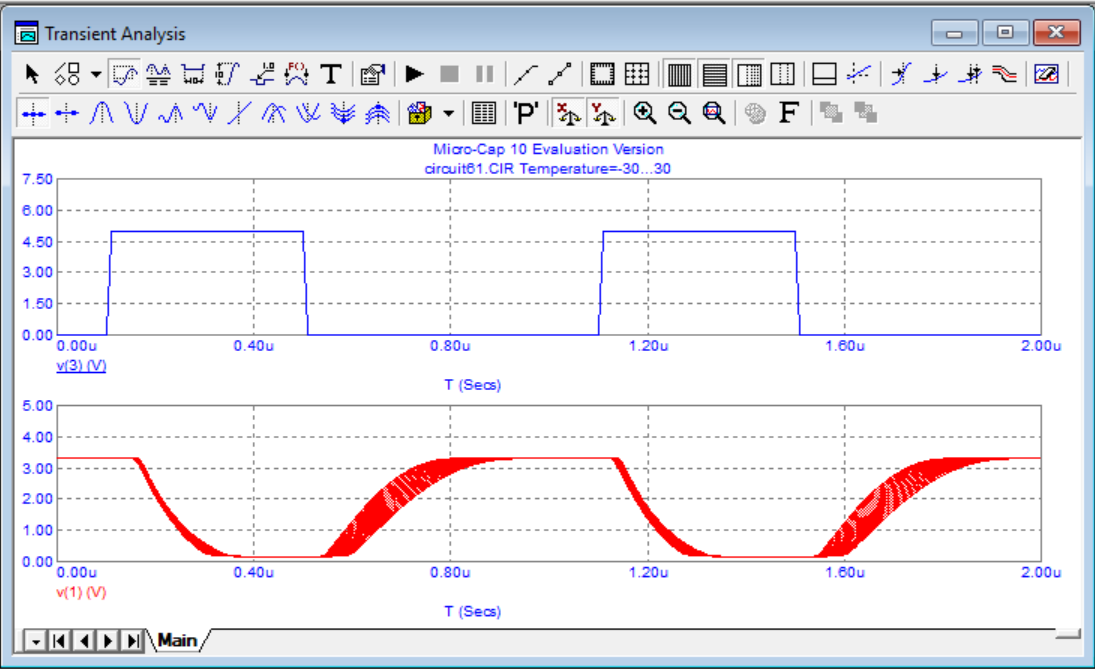 Transient Analysis
T
'P' X Y F
Micro-Cap 10 Evaluation Version
circuit61.CIR Temperature=-30...30
7.50
6.00
4.50
3.00
1.50
0.00
0.00u 0.40u 0.80u 1.20u 1.60u 2.00u
v(3) (V)
T (Secs)
5.00
4.00
3.00
2.00
1.00
0.00
0.00u 0.40u 0.80u 1.20u 1.60u 2.00u
v(1) (V)
T (Secs)
Main